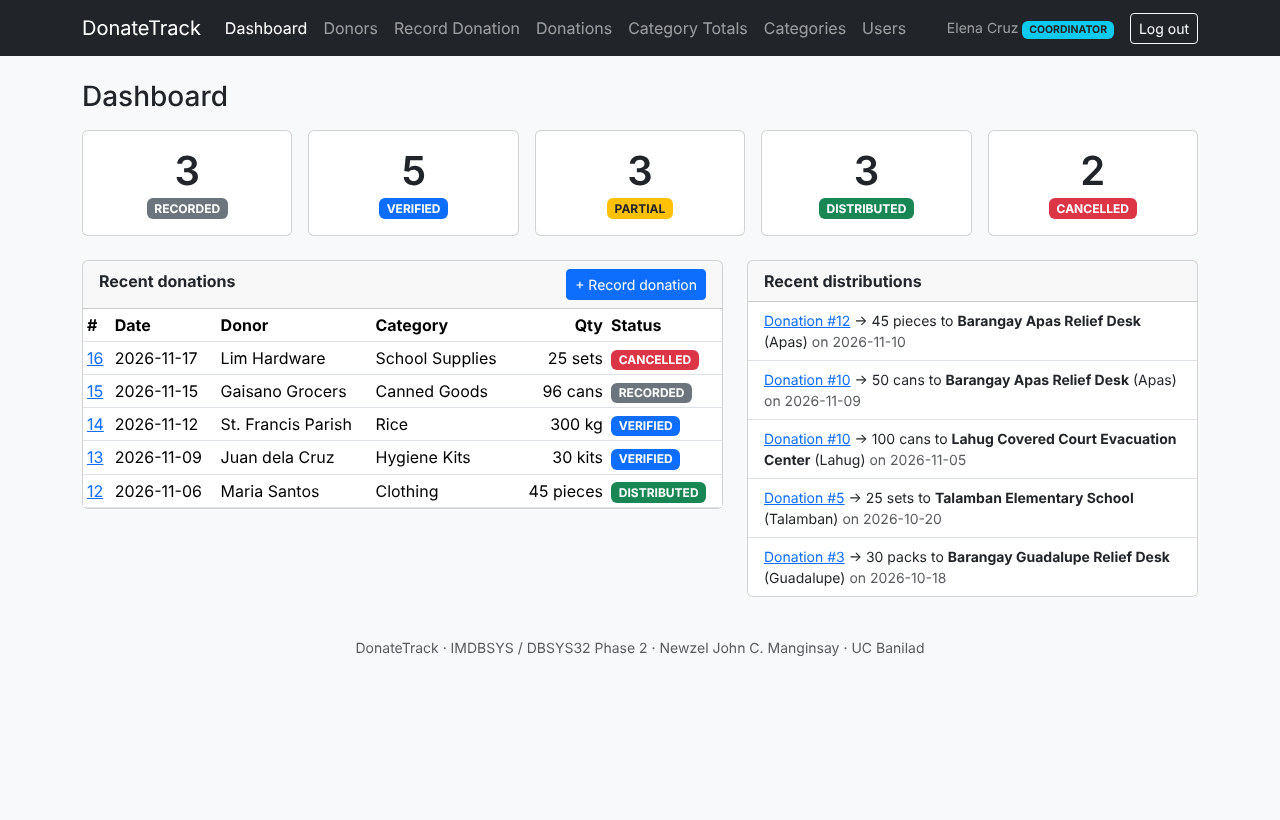 DonateTrack Dashboard Donors Record Donation Donations Category Totals Categories Users Elena Cruz COORDINATOR Log out
Dashboard
3 5 3 3 2
RECORDED VERIFIED PARTIAL DISTRIBUTED CANCELLED
Recent donations + Record donation
# Date Donor Category Qty Status
16 2026-11-17 Lim Hardware School Supplies 25 sets CANCELLED
15 2026-11-15 Gaisano Grocers Canned Goods 96 cans RECORDED
14 2026-11-12 St. Francis Parish Rice 300 kg VERIFIED
13 2026-11-09 Juan dela Cruz Hygiene Kits 30 kits VERIFIED
12 2026-11-06 Maria Santos Clothing 45 pieces DISTRIBUTED
Recent distributions
Donation #12 → 45 pieces to Barangay Apas Relief Desk
(Apas) on 2026-11-10
Donation #10 → 50 cans to Barangay Apas Relief Desk (Apas)
on 2026-11-09
Donation #10 → 100 cans to Lahug Covered Court Evacuation
Center (Lahug) on 2026-11-05
Donation #5 → 25 sets to Talamban Elementary School
(Talamban) on 2026-10-20
Donation #3 → 30 packs to Barangay Guadalupe Relief Desk
(Guadalupe) on 2026-10-18
DonateTrack · IMDBSYS / DBSYS32 Phase 2 · Newzel John C. Manginsay · UC Banilad